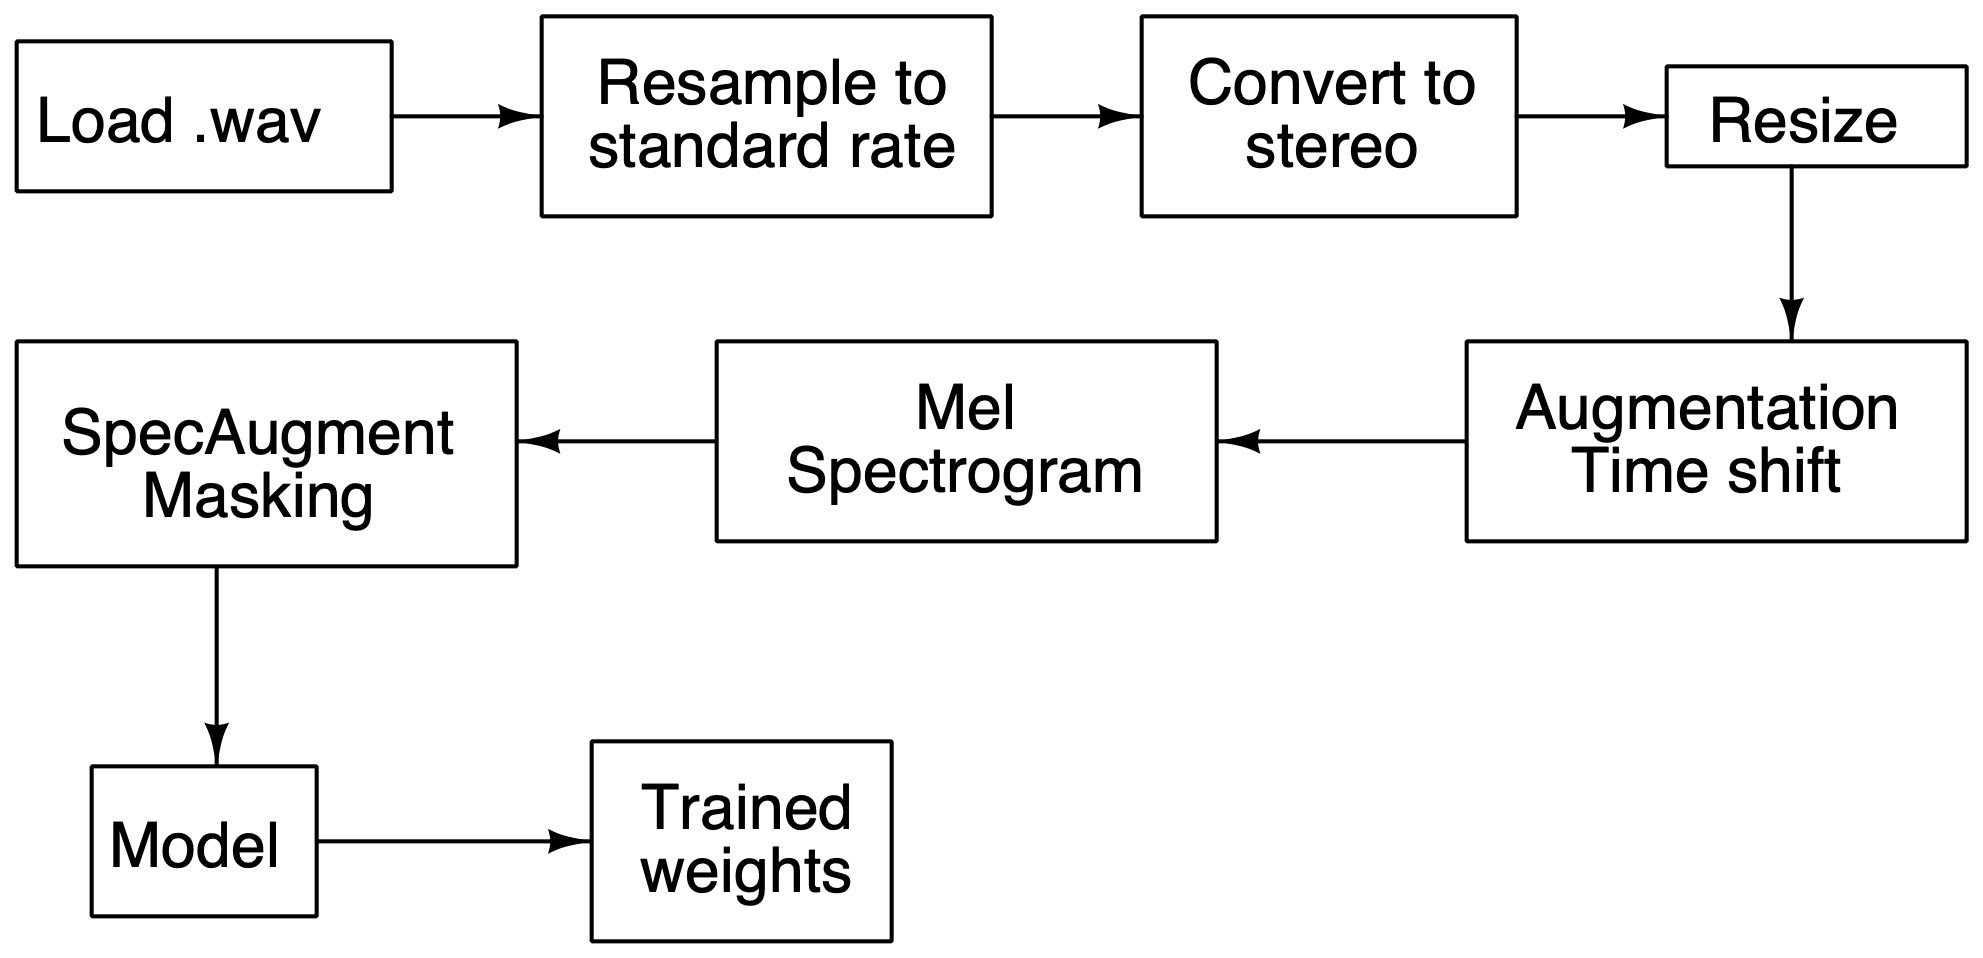 Load .wav
Resample to
standard rate
Convert to
stereo
Resize
Augmentation
Time shift
Mel
Spectrogram
SpecAugment
Masking
Model
Trained
weights